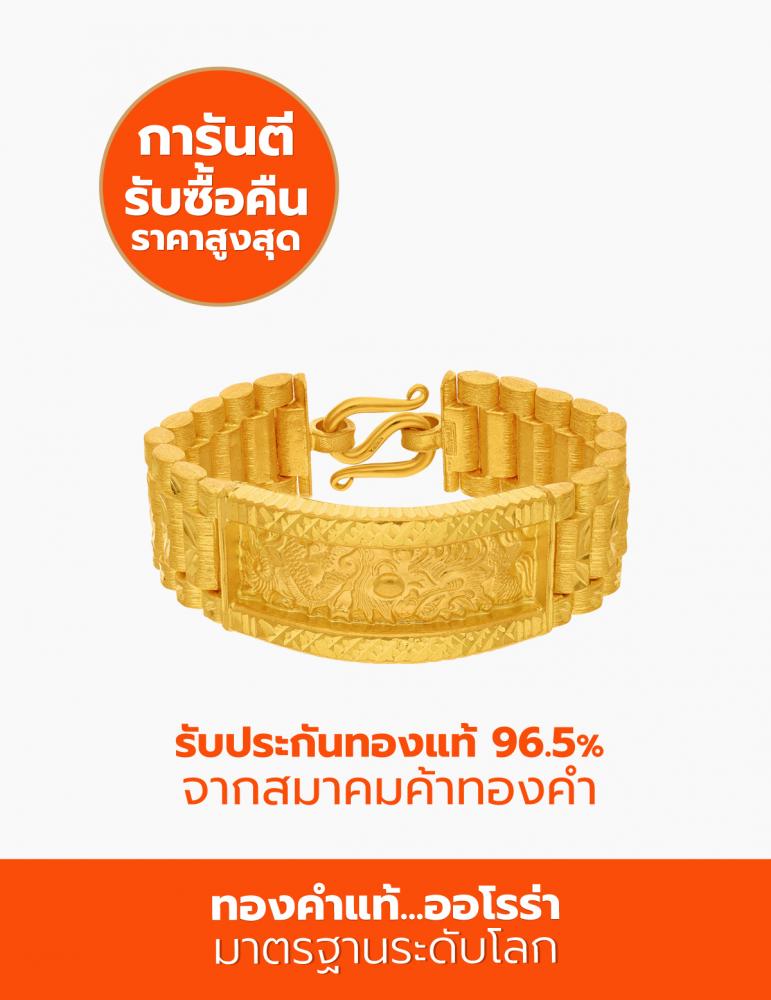 การันตี
รับซื้อคืน
ราคาสูงสุด
รับประกันทองแท้ 96.5%
จากสมาคมค้าทองคำ
ทองคำแท้...ออโรร่า
มาตรฐานระดับโลก